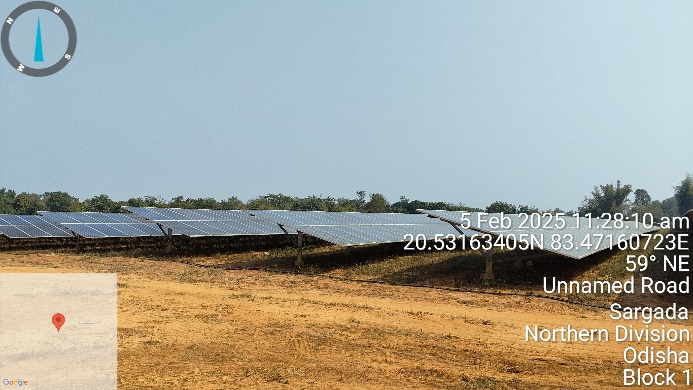 N
E
W
S
5 Feb 2025 11:28:10 am
20.53163405N 83.47160723E
59° NE
Unnamed Road
Sargada
Northern Division
Odisha
Block 1
Google